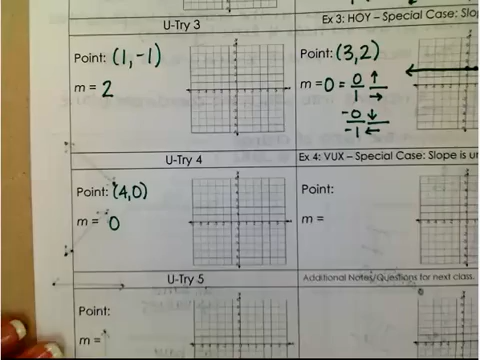 U-Try 3
Point: (1, -1)
m = 2
Ex 3: HOY – Special Case: Slo
Point: (3, 2)
m = 0 = 0/1 ↑ →
-0/-1 ↓ ←
U-Try 4
Point: (4,0)
m = 0
Ex 4: VUX – Special Case: Slope is u
Point:
m =
U-Try 5
Point:
m =
Additional Notes/Questions for next class.